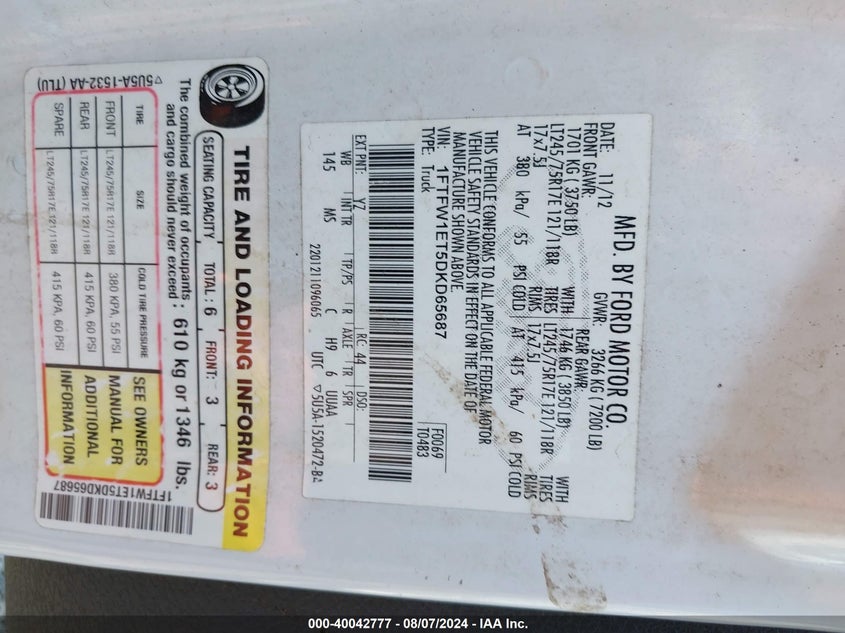 MFD. BY FORD MOTOR CO.
DATE: 11/12 GVWR: 3266 KG ( 7200 LB)
FRONT GAWR: REAR GAWR:
1701 KG ( 3750 LB) WITH 1746 KG ( 3850 LB) WITH
LT245/75R17E 121/118R TIRES LT245/75R17E 121/118R TIRES
17x7.5J RIMS 17x7.5J RIMS
AT 380 kPa/ 55 PSI COLD AT 415 kPa/ 60 PSI COLD
THIS VEHICLE CONFORMS TO ALL APPLICABLE FEDERAL MOTOR
VEHICLE SAFETY STANDARDS IN EFFECT ON THE DATE OF
MANUFACTURE SHOWN ABOVE.
VIN: 1FTFW1ET5DKD65687
TYPE: Truck
F0069
T0483
EXT PNT: YZ RC: 44 DSO:
WB INT TR TP/PS R AXLE TR SPR
145 MS C H9 6 UUAA
2201211096065 UTC ▽5U5A-1520472-BA
TIRE AND LOADING INFORMATION
SEATING CAPACITY TOTAL : 6 FRONT: 3 REAR: 3
The combined weight of occupants
and cargo should never exceed : 610 kg or 1346 lbs.
TIRE SIZE COLD TIRE PRESSURE
FRONT LT245/75R17E 121/118R 380 KPA, 55 PSI
REAR LT245/75R17E 121/118R 415 KPA, 60 PSI
SPARE LT245/75R17E 121/118R 415 KPA, 60 PSI
SEE OWNERS
MANUAL FOR
ADDITIONAL
INFORMATION
▽5U5A-1532-AA (TLU)
1FTFW1ET5DKD65687
000-40042777 - 08/07/2024 - IAA Inc.